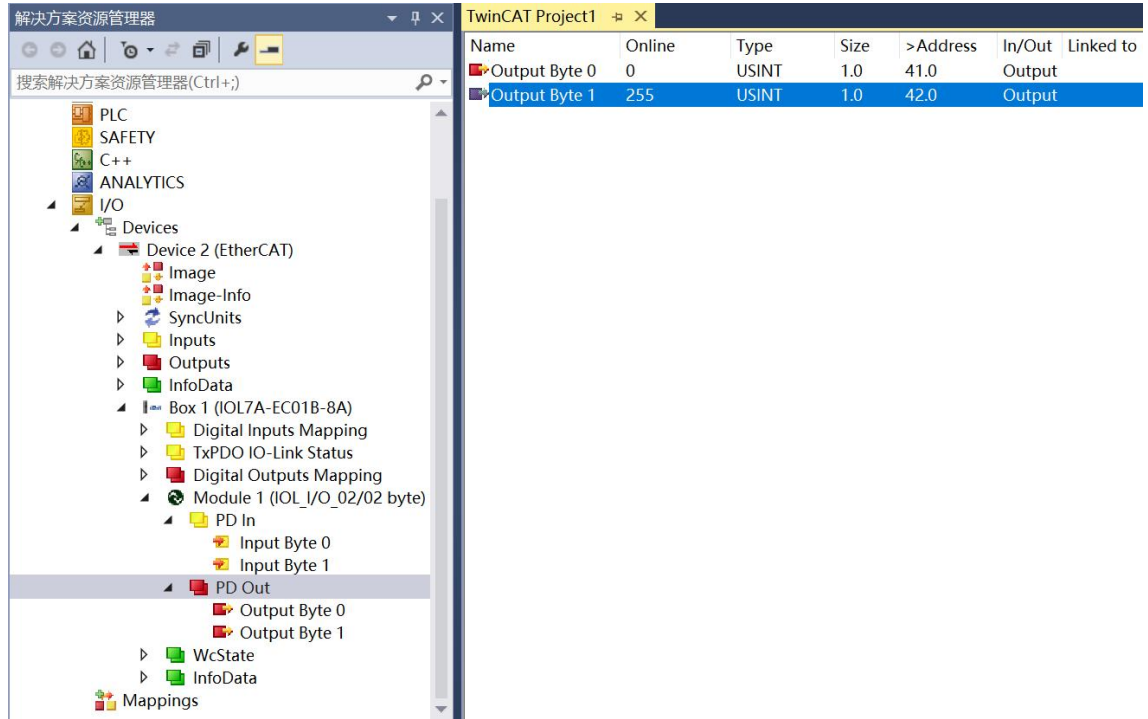 解决方案资源管理器
搜索解决方案资源管理器(Ctrl+;)
PLC
SAFETY
C++
ANALYTICS
I/O
Devices
Device 2 (EtherCAT)
Image
Image-Info
SyncUnits
Inputs
Outputs
InfoData
Box 1 (IOL7A-EC01B-8A)
Digital Inputs Mapping
TxPDO IO-Link Status
Digital Outputs Mapping
Module 1 (IOL_I/O_02/02 byte)
PD In
Input Byte 0
Input Byte 1
PD Out
Output Byte 0
Output Byte 1
WcState
InfoData
Mappings
TwinCAT Project1
Name Online Type Size >Address In/Out Linked to
Output Byte 0 0 USINT 1.0 41.0 Output
Output Byte 1 255 USINT 1.0 42.0 Output